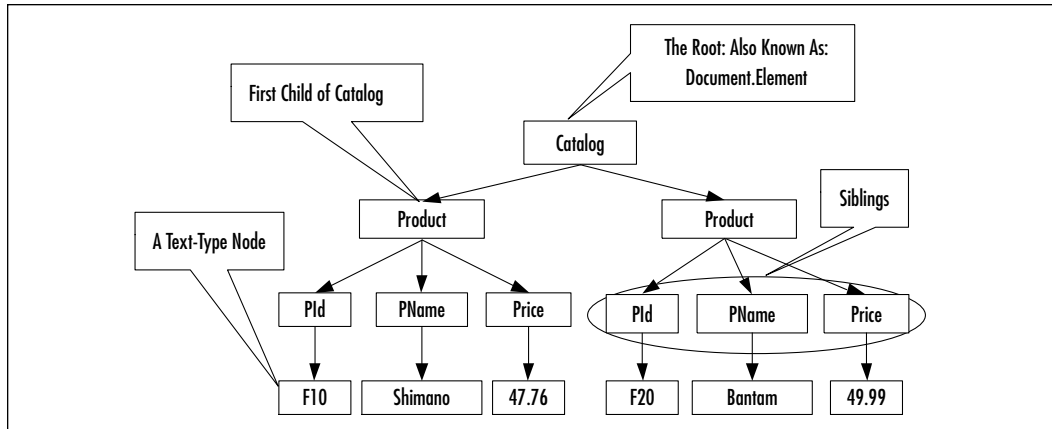 The Root: Also Known As:
Document.Element
First Child of Catalog
Catalog
Siblings
Product
Product
A Text-Type Node
PId
PName
Price
PId
PName
Price
F10
Shimano
47.76
F20
Bantam
49.99